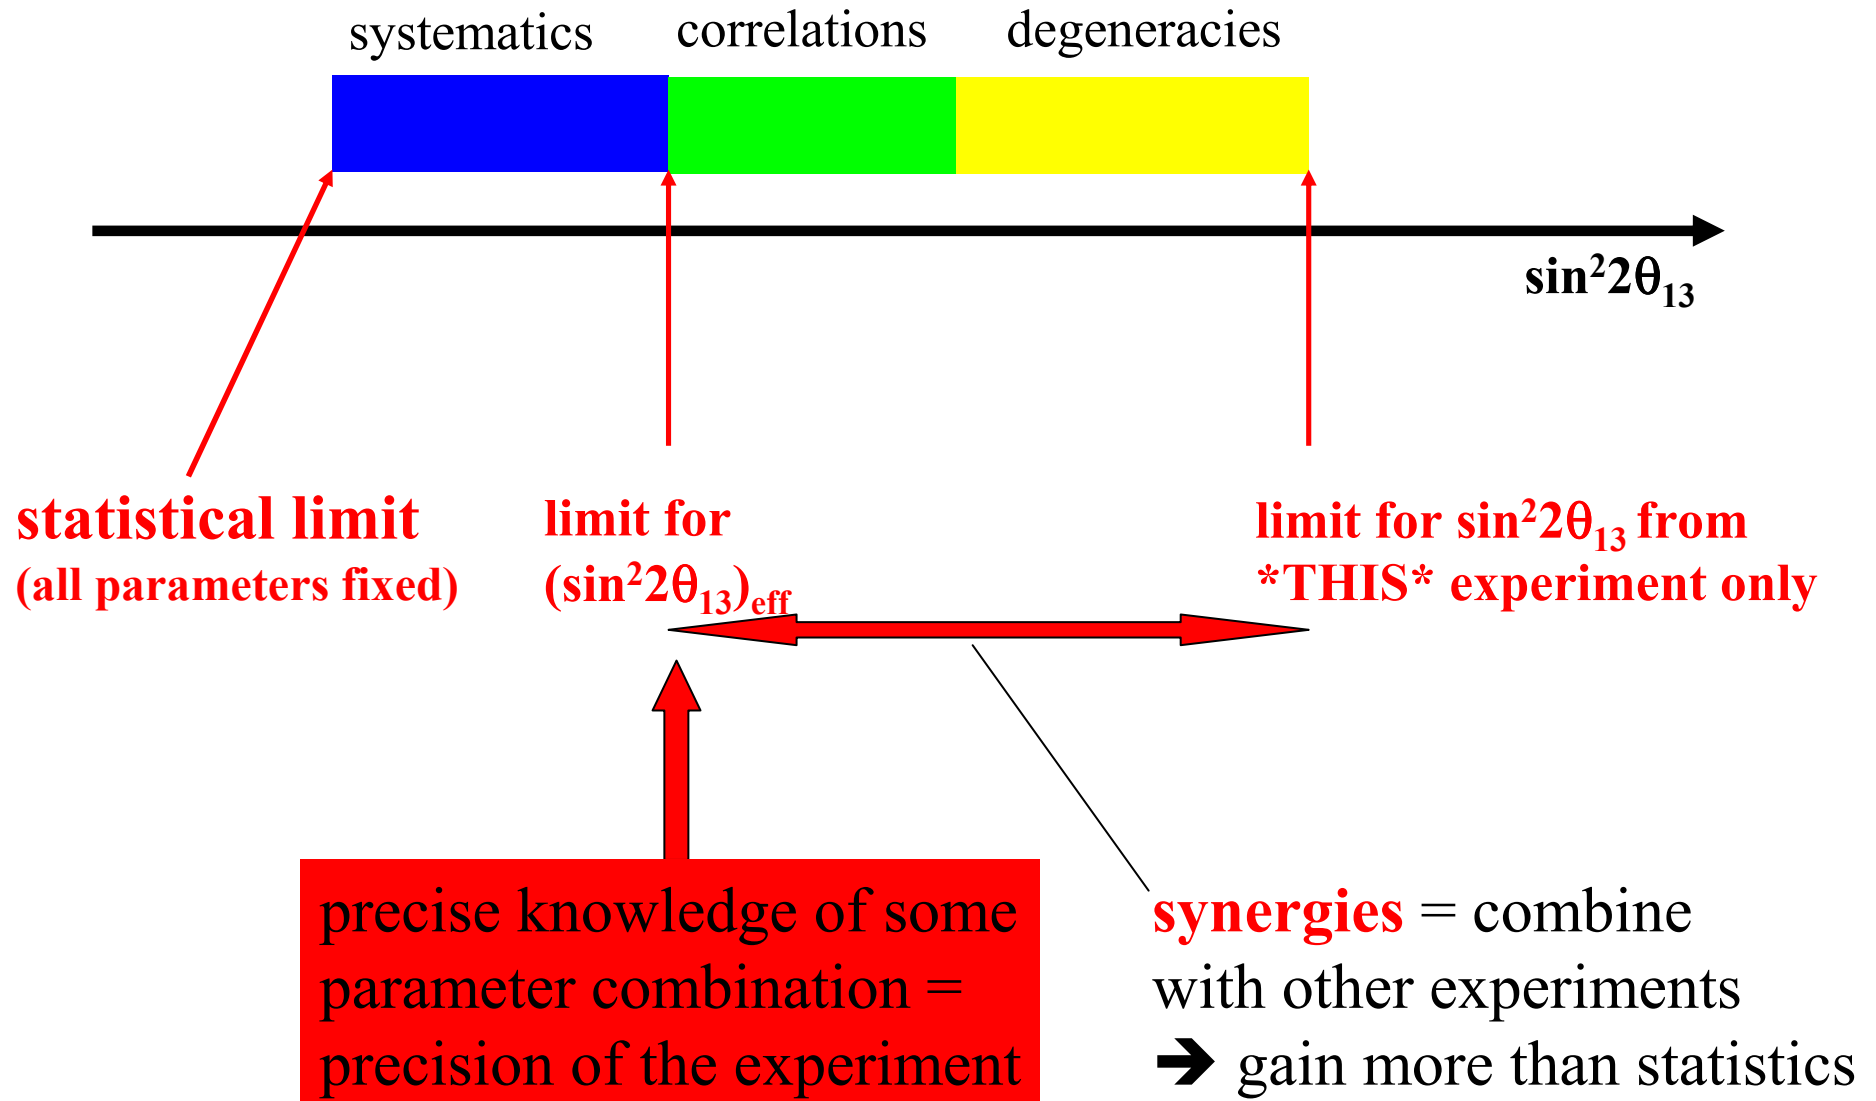 systematics correlations degeneracies
sin²2θ₁₃
statistical limit
(all parameters fixed)
limit for
(sin²2θ₁₃)eff
limit for sin²2θ₁₃ from
*THIS* experiment only
precise knowledge of some
parameter combination =
precision of the experiment
synergies = combine
with other experiments
➔ gain more than statistics